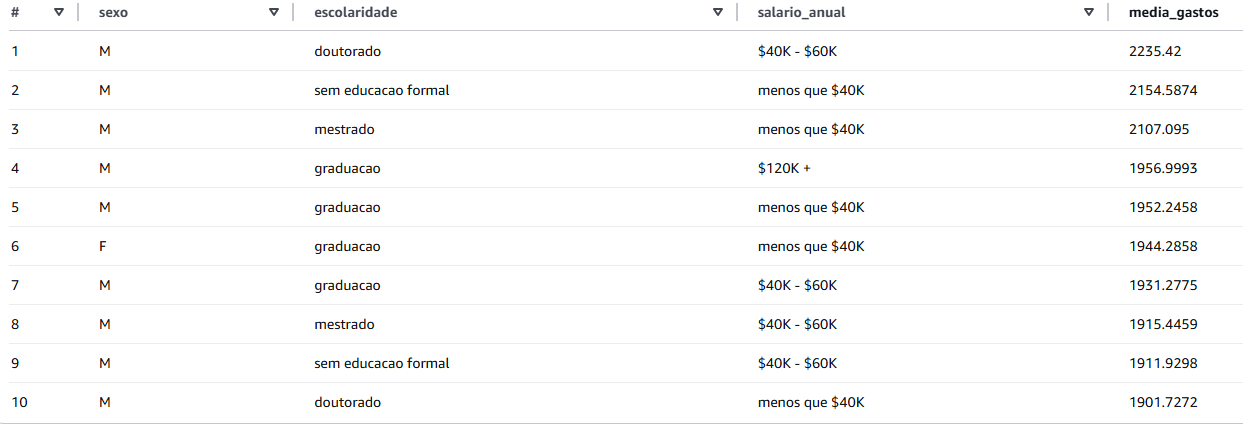 # sexo escolaridade salario_anual media_gastos
1 M doutorado $40K - $60K 2235.42
2 M sem educacao formal menos que $40K 2154.5874
3 M mestrado menos que $40K 2107.095
4 M graduacao $120K + 1956.9993
5 M graduacao menos que $40K 1952.2458
6 F graduacao menos que $40K 1944.2858
7 M graduacao $40K - $60K 1931.2775
8 M mestrado $40K - $60K 1915.4459
9 M sem educacao formal $40K - $60K 1911.9298
10 M doutorado menos que $40K 1901.7272